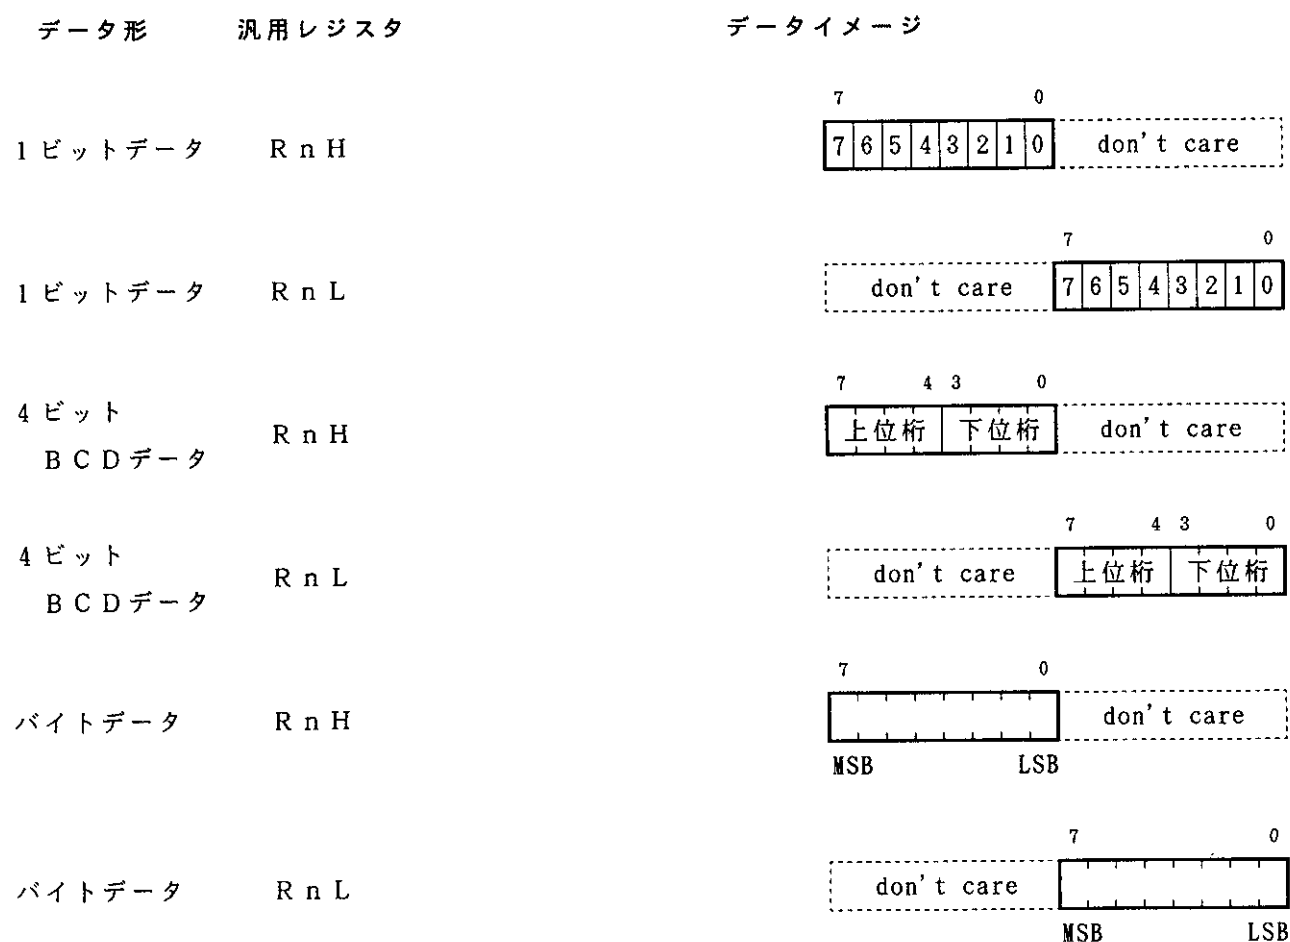 データ形 汎用レジスタ データイメージ
7 0
1ビットデータ RnH 7 6 5 4 3 2 1 0 don't care
7 0
1ビットデータ RnL don't care 7 6 5 4 3 2 1 0
7 4 3 0
4ビット
BCDデータ RnH 上位桁 下位桁 don't care
7 4 3 0
4ビット
BCDデータ RnL don't care 上位桁 下位桁
7 0
バイトデータ RnH don't care
MSB LSB
7 0
バイトデータ RnL don't care
MSB LSB